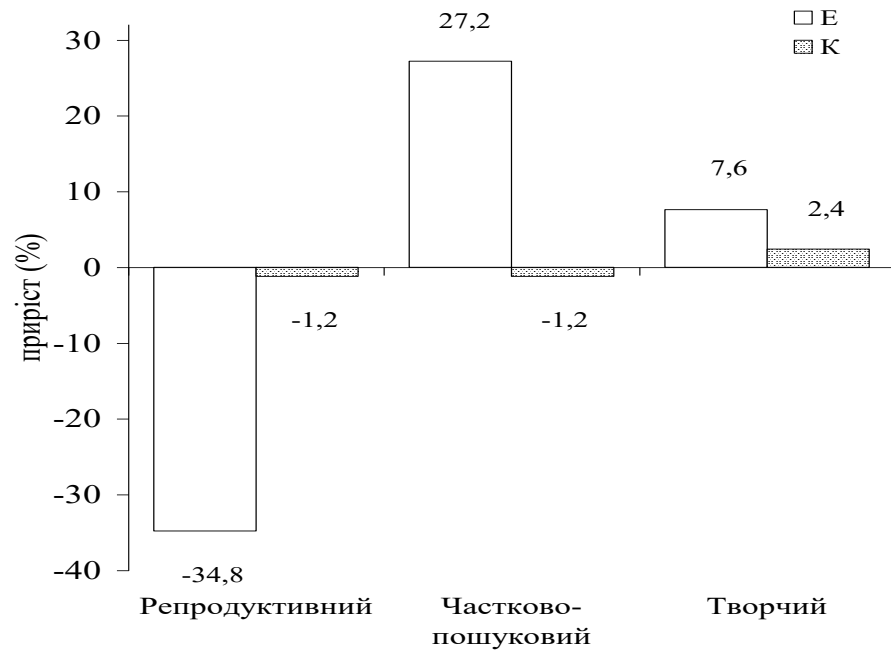 27,2
Е
К
30
20
10
0
-10
-20
-30
-40
приріст (%)
7,6
2,4
-1,2
-1,2
-34,8
Репродуктивний
Частково-
пошуковий
Творчий